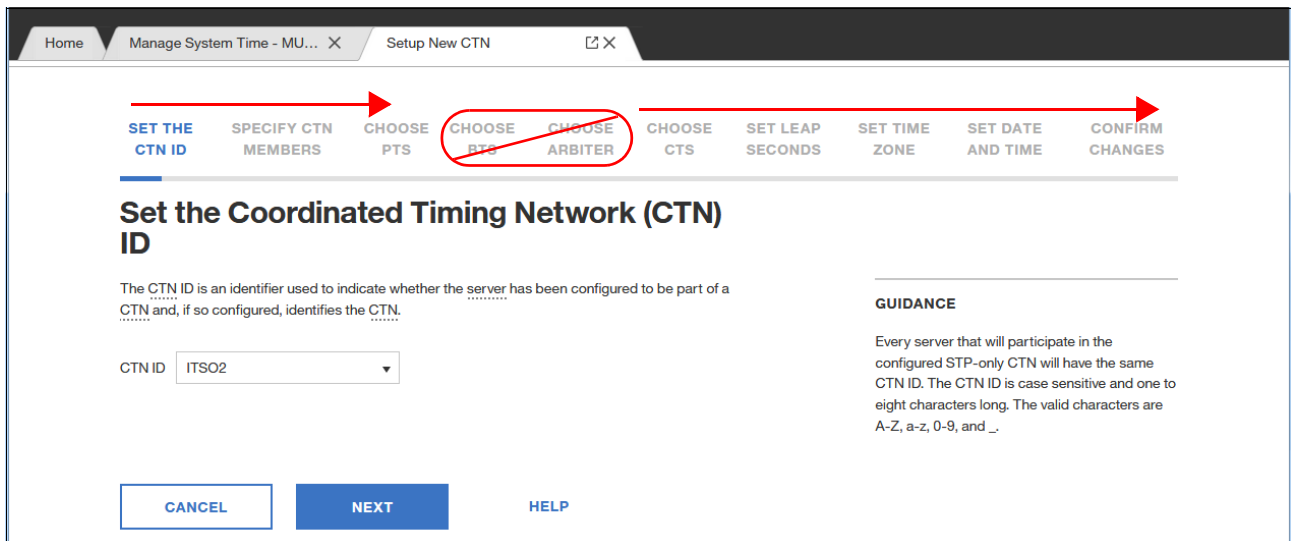 Home
Manage System Time - MU...
Setup New CTN
SET THE CTN ID
SPECIFY CTN MEMBERS
CHOOSE PTS
CHOOSE BTS
CHOOSE ARBITER
CHOOSE CTS
SET LEAP SECONDS
SET TIME ZONE
SET DATE AND TIME
CONFIRM CHANGES
Set the Coordinated Timing Network (CTN)
ID
The CTN ID is an identifier used to indicate whether the server has been configured to be part of a
CTN and, if so configured, identifies the CTN.
CTN ID ITSO2
GUIDANCE
Every server that will participate in the
configured STP-only CTN will have the same
CTN ID. The CTN ID is case sensitive and one to
eight characters long. The valid characters are
A-Z, a-z, 0-9, and _.
CANCEL
NEXT
HELP